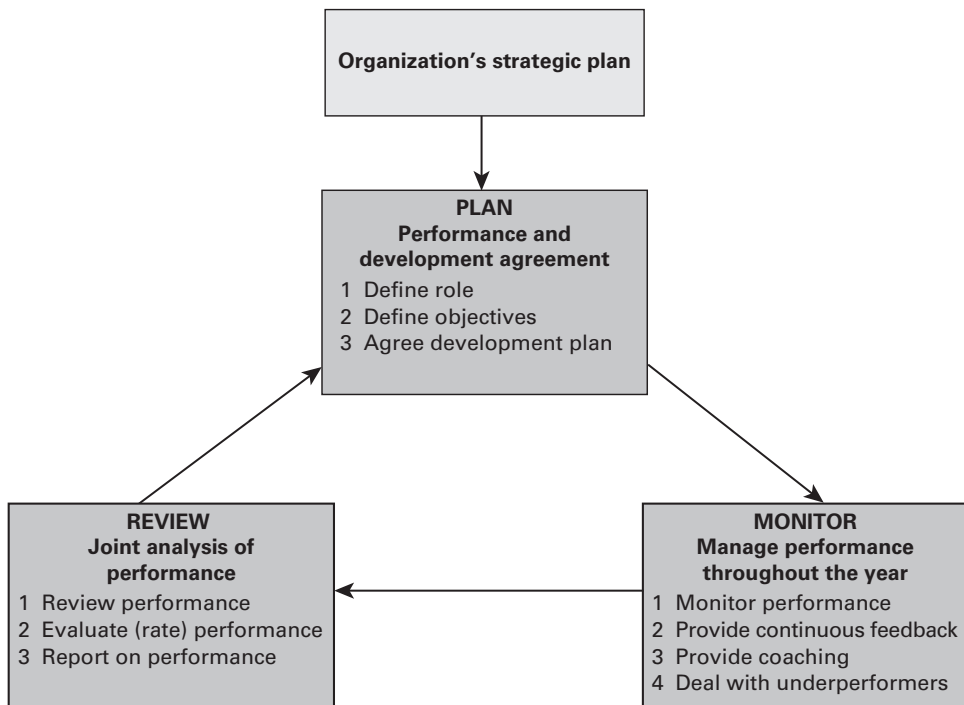 Organization’s strategic plan
PLAN
Performance and
development agreement
1 Define role
2 Define objectives
3 Agree development plan
REVIEW
Joint analysis of
performance
1 Review performance
2 Evaluate (rate) performance
3 Report on performance
MONITOR
Manage performance
throughout the year
1 Monitor performance
2 Provide continuous feedback
3 Provide coaching
4 Deal with underperformers